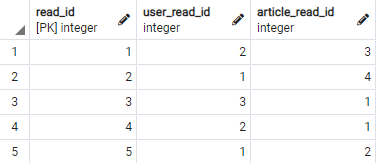 read_id user_read_id article_read_id
[PK] integer integer integer
1 1 2 3
2 2 1 4
3 3 3 1
4 4 2 1
5 5 1 2